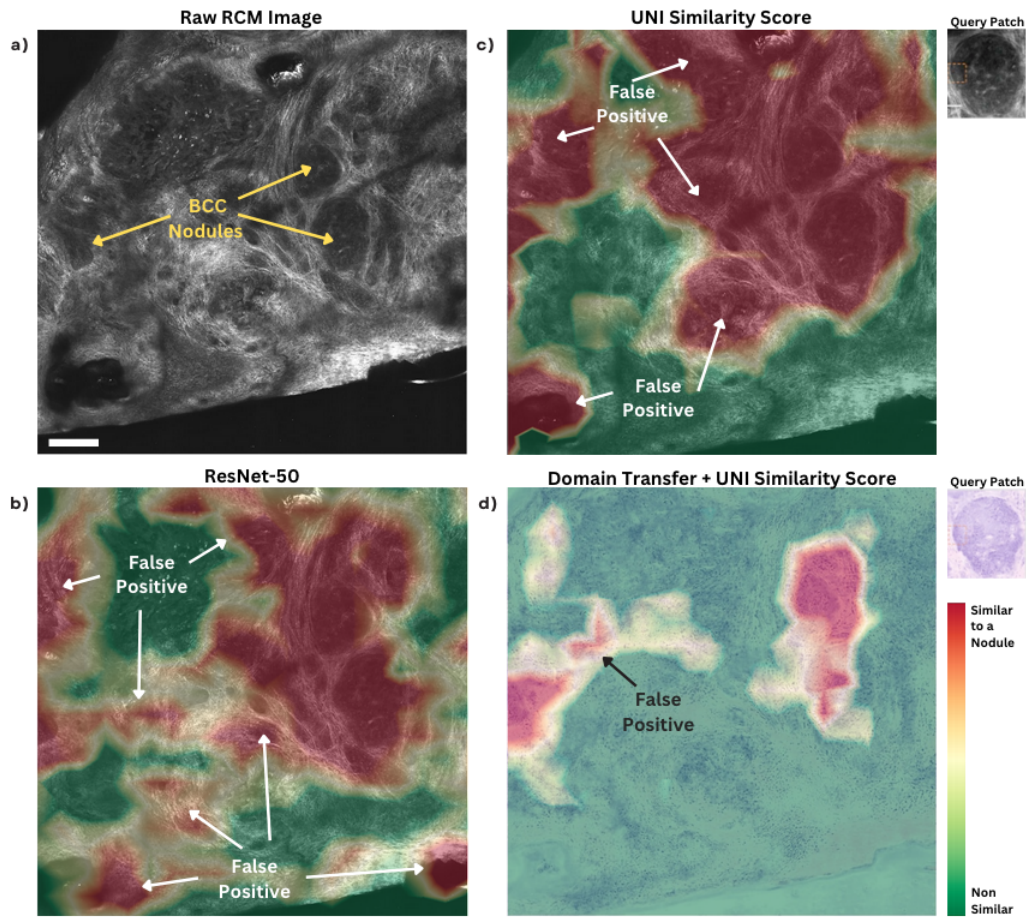 Raw RCM Image
a)
BCC
Nodules
UNI Similarity Score
c)
Query Patch
False
Positive
False
Positive
ResNet-50
b)
False
Positive
False
Positive
Domain Transfer + UNI Similarity Score
d)
Query Patch
False
Positive
Similar
to a
Nodule
Non
Similar